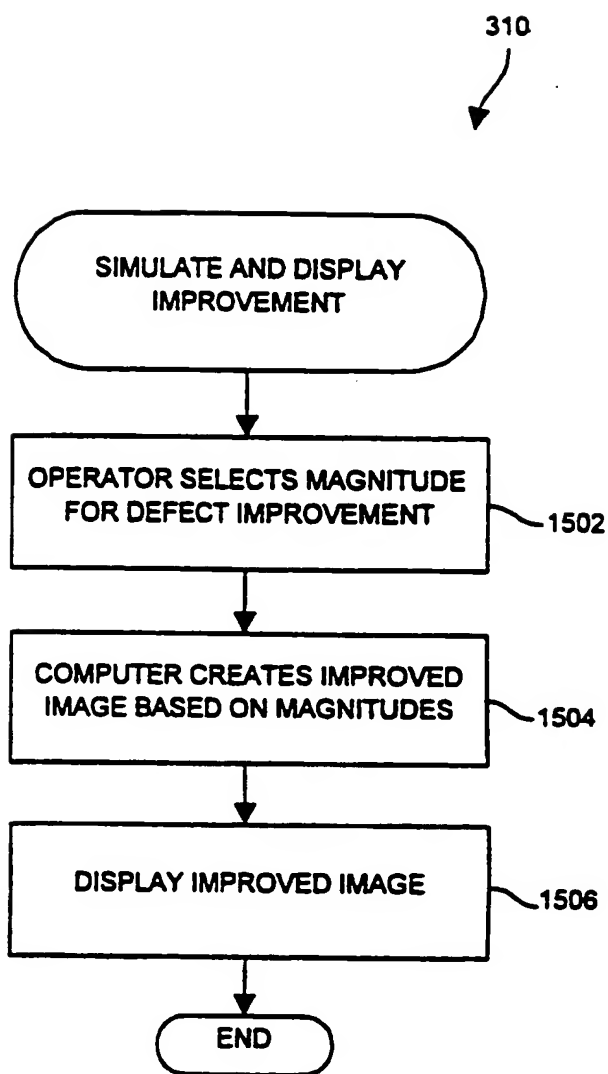 310
SIMULATE AND DISPLAY
IMPROVEMENT
OPERATOR SELECTS MAGNITUDE
FOR DEFECT IMPROVEMENT
1502
COMPUTER CREATES IMPROVED
IMAGE BASED ON MAGNITUDES
1504
DISPLAY IMPROVED IMAGE
1506
END